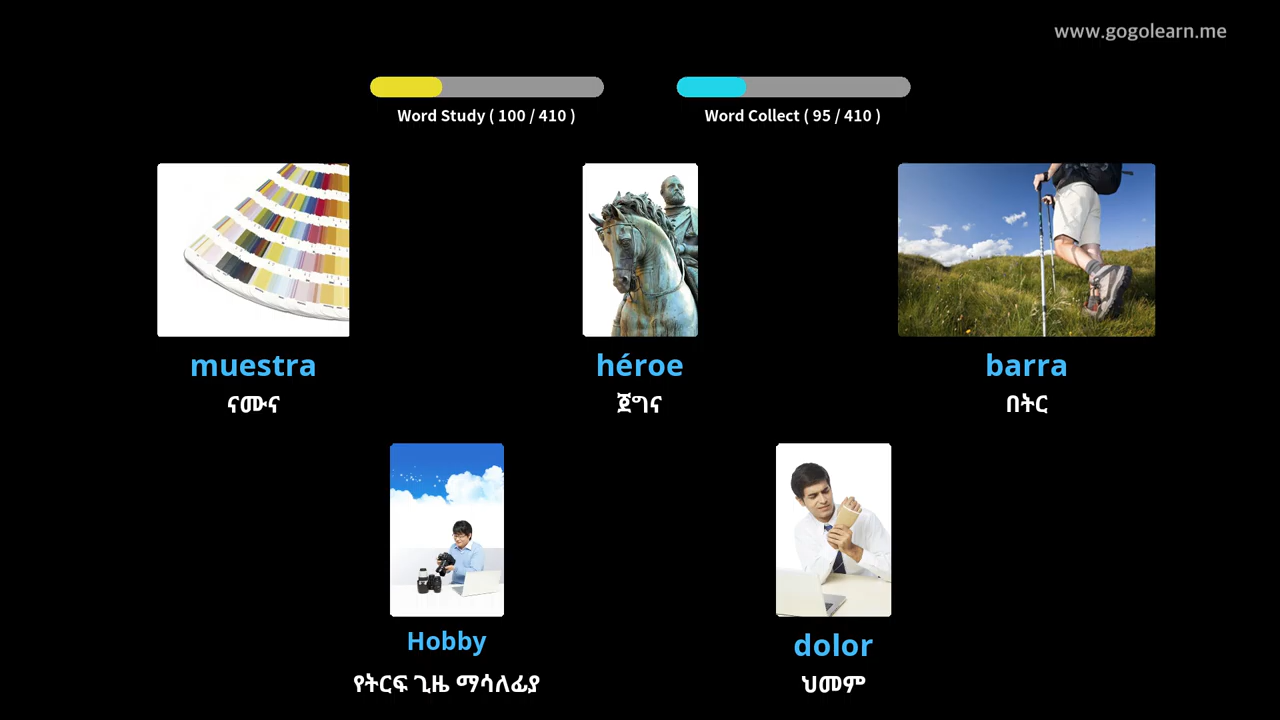 www.gogolearn.me
Word Study ( 100 / 410 )
Word Collect ( 95 / 410 )
muestra
ናሙና
héroe
ጀግና
barra
በትር
Hobby
የትርፍ ጊዜ ማሳለፊያ
dolor
ህመም